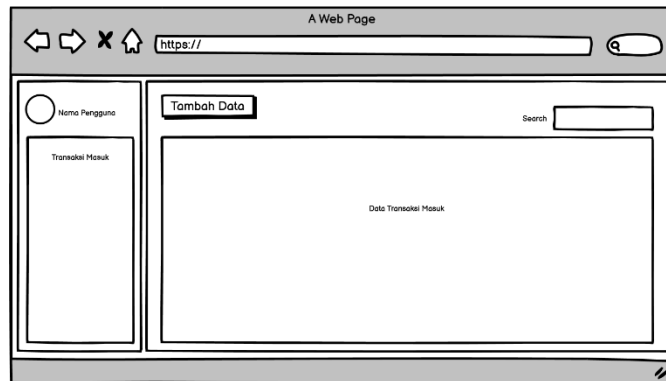 A Web Page
https://
Nama Pengguna
Transaksi Masuk
Tambah Data
Search
Data Transaksi Masuk